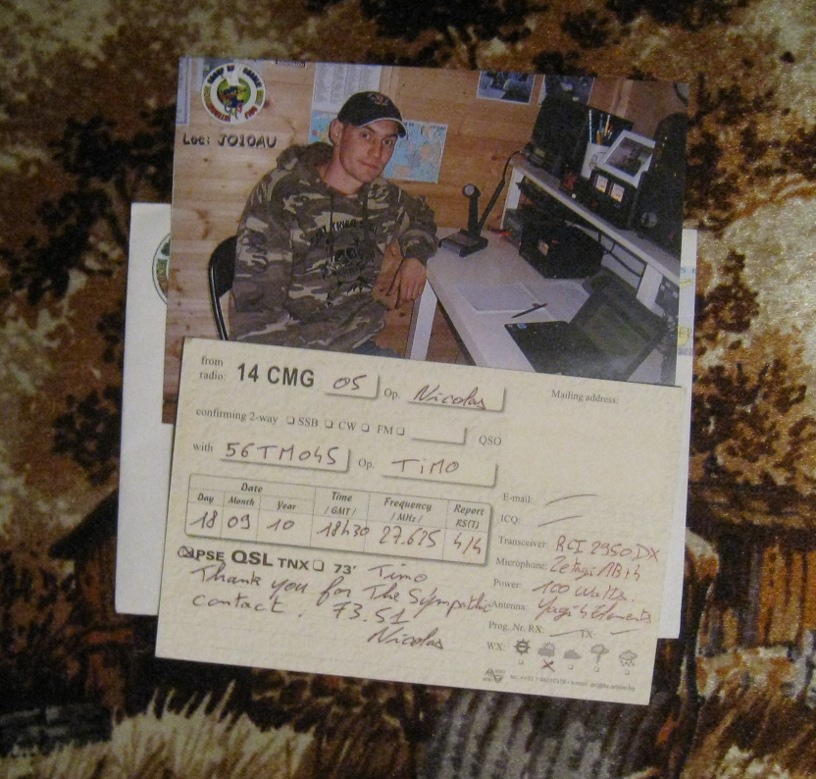 Loc: JO10AU
from
radio: 14 CMG 05 Op. Nicolas
Mailing address:
confirming 2-way SSB CW FM QSO
with 56TM045 Op. TiMO
Date Time Frequency Report
Day Month Year / GMT / / MHz / RS(T)
18 09 10 18h30 27.625 4/4
E-mail:
ICQ:
Transceiver: RCI 2950.DX
Microphone: Zetagi MB+4
Power: 100 watts.
Antenna: Yagi 4 Elements
Prog. Nr. RX: TX:
WX:
PSE QSL TNX 73' Timo
Thank you for The Sympathic
contact. 73.51
Nicolas